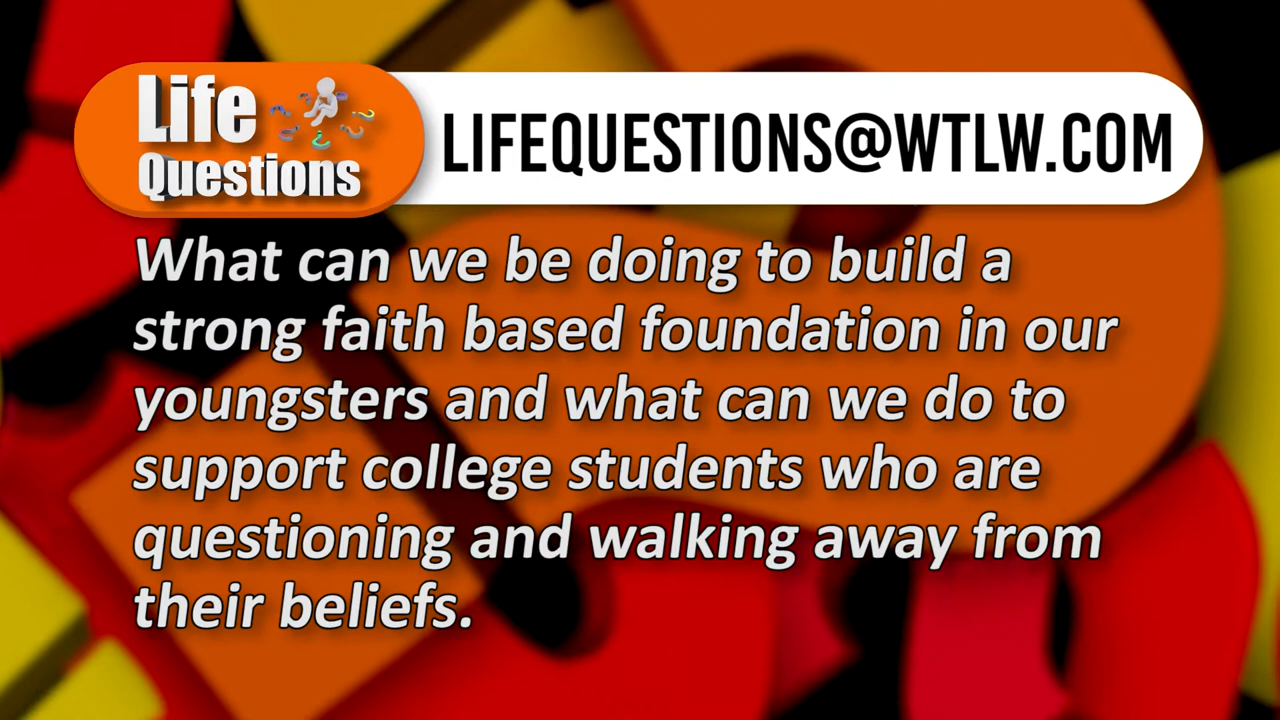 Life
Questions
LIFEQUESTIONS@WTLW.COM
What can we be doing to build a
strong faith based foundation in our
youngsters and what can we do to
support college students who are
questioning and walking away from
their beliefs.